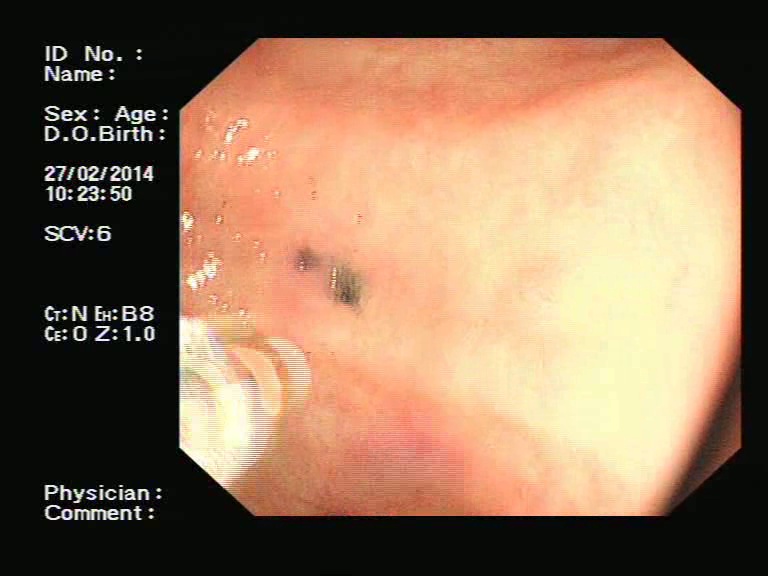 ID No. :
Name:
Sex: Age:
D.O.Birth:
27/02/2014
10:23:50
SCV:6
CT:N EH:B8
CE:0 Z:1.0
Physician:
Comment: